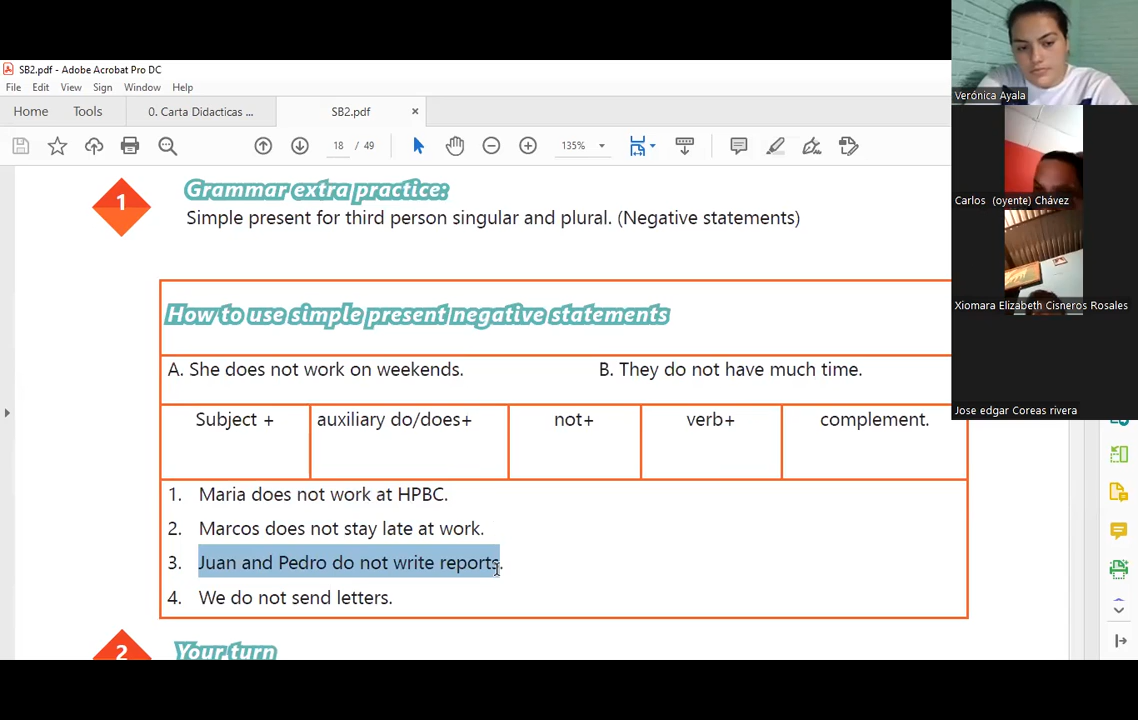 SB2.pdf - Adobe Acrobat Pro DC
File Edit View Sign Window Help
Home Tools 0. Carta Didacticas ... SB2.pdf ×
18 / 49 135%
1 Grammar extra practice:
Simple present for third person singular and plural. (Negative statements)
How to use simple present negative statements
A. She does not work on weekends. B. They do not have much time.
Subject + auxiliary do/does+ not+ verb+ complement.
1. Maria does not work at HPBC.
2. Marcos does not stay late at work.
3. Juan and Pedro do not write reports.
4. We do not send letters.
2 Your turn
Verónica Ayala
Carlos (oyente) Chávez
Xiomara Elizabeth Cisneros Rosales
Jose edgar Coreas rivera